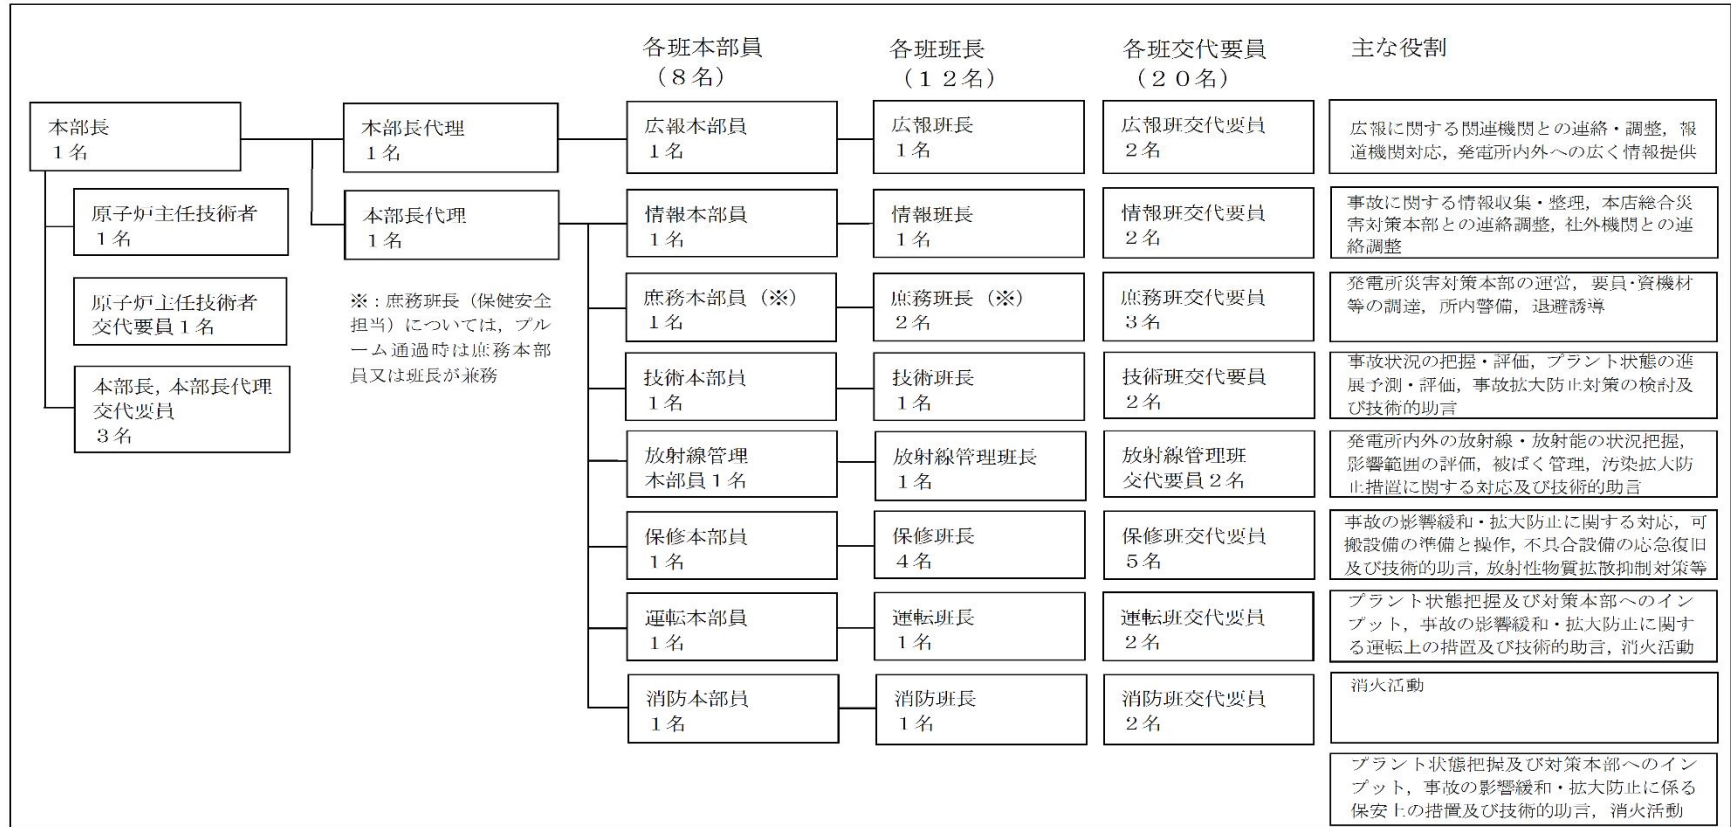 各班本部員
（８名）
各班班長
（１２名）
各班交代要員
（２０名）
主な役割
本部長
１名
本部長代理
１名
広報本部員
１名
広報班長
１名
広報班交代要員
２名
広報に関する関連機関との連絡・調整，報
道機関対応，発電所内外への広く情報提供
原子炉主任技術者
１名
本部長代理
１名
情報本部員
１名
情報班長
１名
情報班交代要員
２名
事故に関する情報収集・整理，本店総合災
害対策本部との連絡調整，社外機関との連
絡調整
原子炉主任技術者
交代要員１名
※：庶務班長（保健安全
担当）については，プル
ーム通過時は庶務本部
員又は班長が兼務
庶務本部員（※）
１名
庶務班長（※）
２名
庶務班交代要員
３名
発電所災害対策本部の運営，要員・資機材
等の調達，所内警備，退避誘導
本部長，本部長代理
交代要員
３名
技術本部員
１名
技術班長
１名
技術班交代要員
２名
事故状況の把握・評価，プラント状態の進
展予測・評価，事故拡大防止対策の検討及
び技術的助言
放射線管理
本部員１名
放射線管理班長
１名
放射線管理班
交代要員２名
発電所内外の放射線・放射能の状況把握，
影響範囲の評価，被ばく管理，汚染拡大防
止措置に関する対応及び技術的助言
保修本部員
１名
保修班長
４名
保修班交代要員
５名
事故の影響緩和・拡大防止に関する対応，可
搬設備の準備と操作，不具合設備の応急復旧
及び技術的助言，放射性物質拡散抑制対策等
運転本部員
１名
運転班長
１名
運転班交代要員
２名
プラント状態把握及び対策本部へのイン
プット，事故の影響緩和・拡大防止に関す
る運転上の措置及び技術的助言，消火活動
消防本部員
１名
消防班長
１名
消防班交代要員
２名
消火活動
プラント状態把握及び対策本部へのイン
プット，事故の影響緩和・拡大防止に係る
保安上の措置及び技術的助言，消火活動